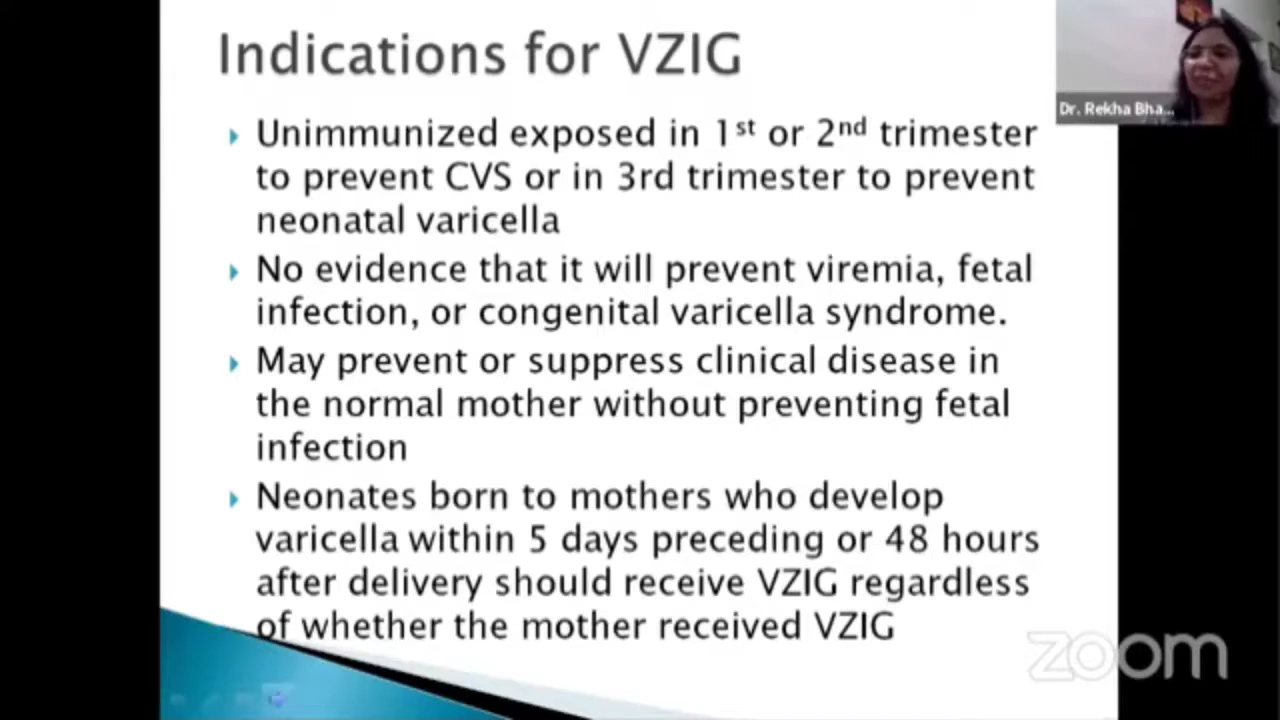 Indications for VZIG
Dr. Rekha Bha...
Unimmunized exposed in 1st or 2nd trimester
to prevent CVS or in 3rd trimester to prevent
neonatal varicella
No evidence that it will prevent viremia, fetal
infection, or congenital varicella syndrome.
May prevent or suppress clinical disease in
the normal mother without preventing fetal
infection
Neonates born to mothers who develop
varicella within 5 days preceding or 48 hours
after delivery should receive VZIG regardless
of whether the mother received VZIG
zoom